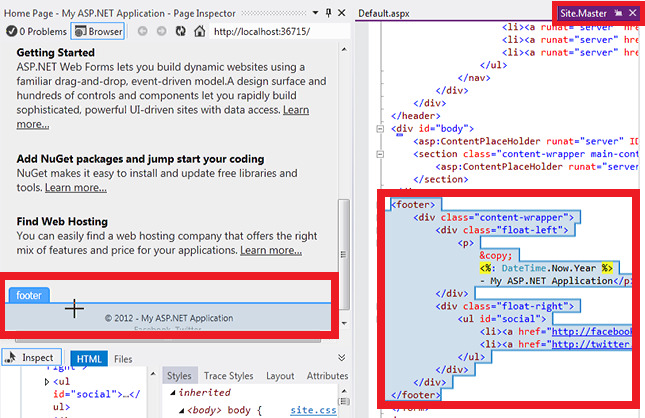 Home Page - My ASP.NET Application - Page Inspector
0 Problems Browser http://localhost:36715/
Getting Started
ASP.NET Web Forms lets you build dynamic websites using a
familiar drag-and-drop, event-driven model.A design surface and
hundreds of controls and components let you rapidly build
sophisticated, powerful UI-driven sites with data access. Learn
more...
Add NuGet packages and jump start your coding
NuGet makes it easy to install and update free libraries and
tools. Learn more...
Find Web Hosting
You can easily find a web hosting company that offers the right
mix of features and price for your applications. Learn more...
footer
© 2012 - My ASP.NET Application
Facebook Twitter
Inspect HTML Files
right">
<ul
id="social">…</
ul>
Styles Trace Styles Layout Attributes
inherited
<body> body { site.css
Default.aspx Site.Master
<li><a runat="server" hre
<li><a runat="server" hre
<li><a runat="server" hre
</ul>
</nav>
</div>
</div>
</header>
<div id="body">
<asp:ContentPlaceHolder runat="server" ID
<section class="content-wrapper main-cont
<asp:ContentPlaceHolder runat="server
</section>
<footer>
<div class="content-wrapper">
<div class="float-left">
<p>
&copy;
<%: DateTime.Now.Year %>
- My ASP.NET Application</p
</div>
<div class="float-right">
<ul id="social">
<li><a href="http://facebo
<li><a href="http://twitter
</ul>
</div>
</div>
</footer>
</form>